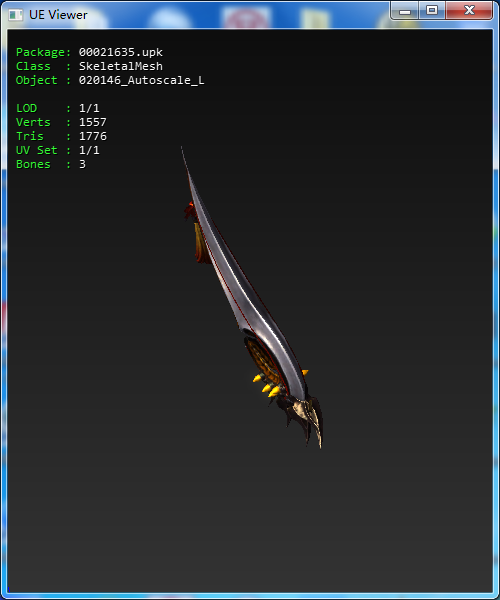 UE Viewer
Package: 00021635.upk
Class  : SkeletalMesh
Object : 020146_Autoscale_L
LOD    : 1/1
Verts  : 1557
Tris   : 1776
UV Set : 1/1
Bones  : 3